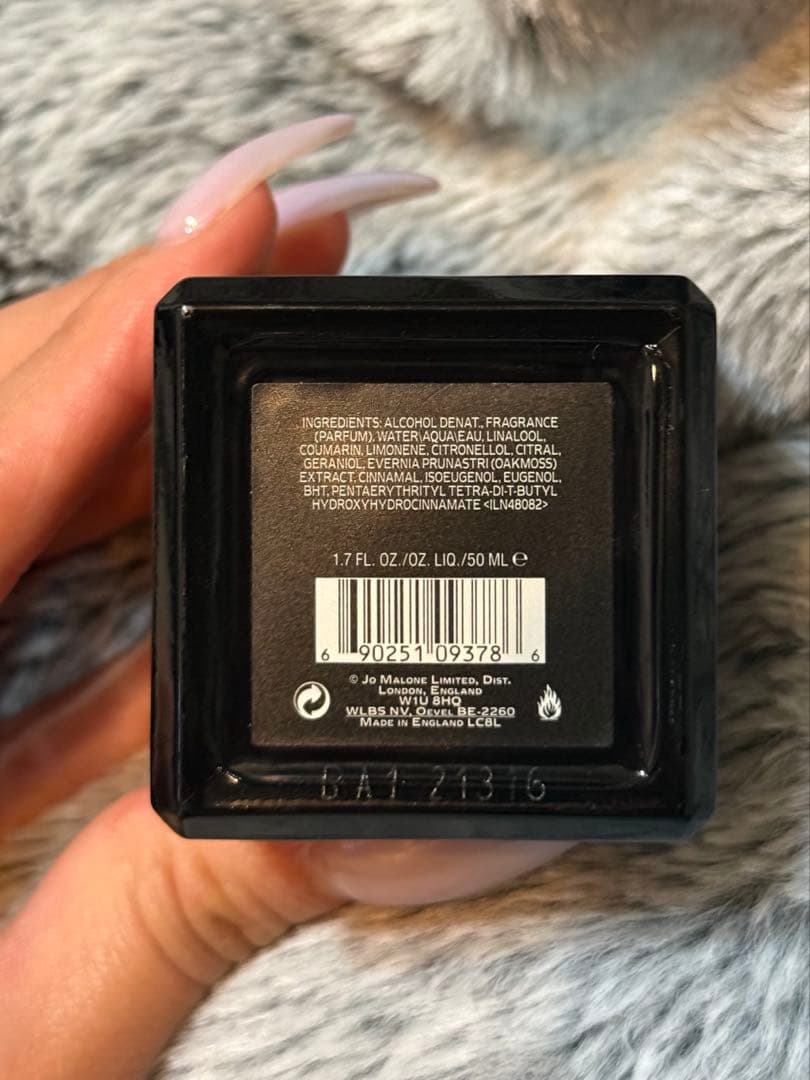 INGREDIENTS: ALCOHOL DENAT., FRAGRANCE
(PARFUM), WATER\AQUA\EAU, LINALOOL,
COUMARIN, LIMONENE, CITRONELLOL, CITRAL,
GERANIOL, EVERNIA PRUNASTRI (OAKMOSS)
EXTRACT, CINNAMAL, ISOEUGENOL, EUGENOL,
BHT, PENTAERYTHRITYL TETRA-DI-T-BUTYL
HYDROXYHYDROCINNAMATE <ILN48082>
1.7 FL. OZ./OZ. LIQ./50 ML ℮
6 90251 09378 6
© JO MALONE LIMITED, DIST.
LONDON, ENGLAND
W1U 8HQ
WLBS NV, OEVEL BE-2260
MADE IN ENGLAND LC8L
BA1 21316